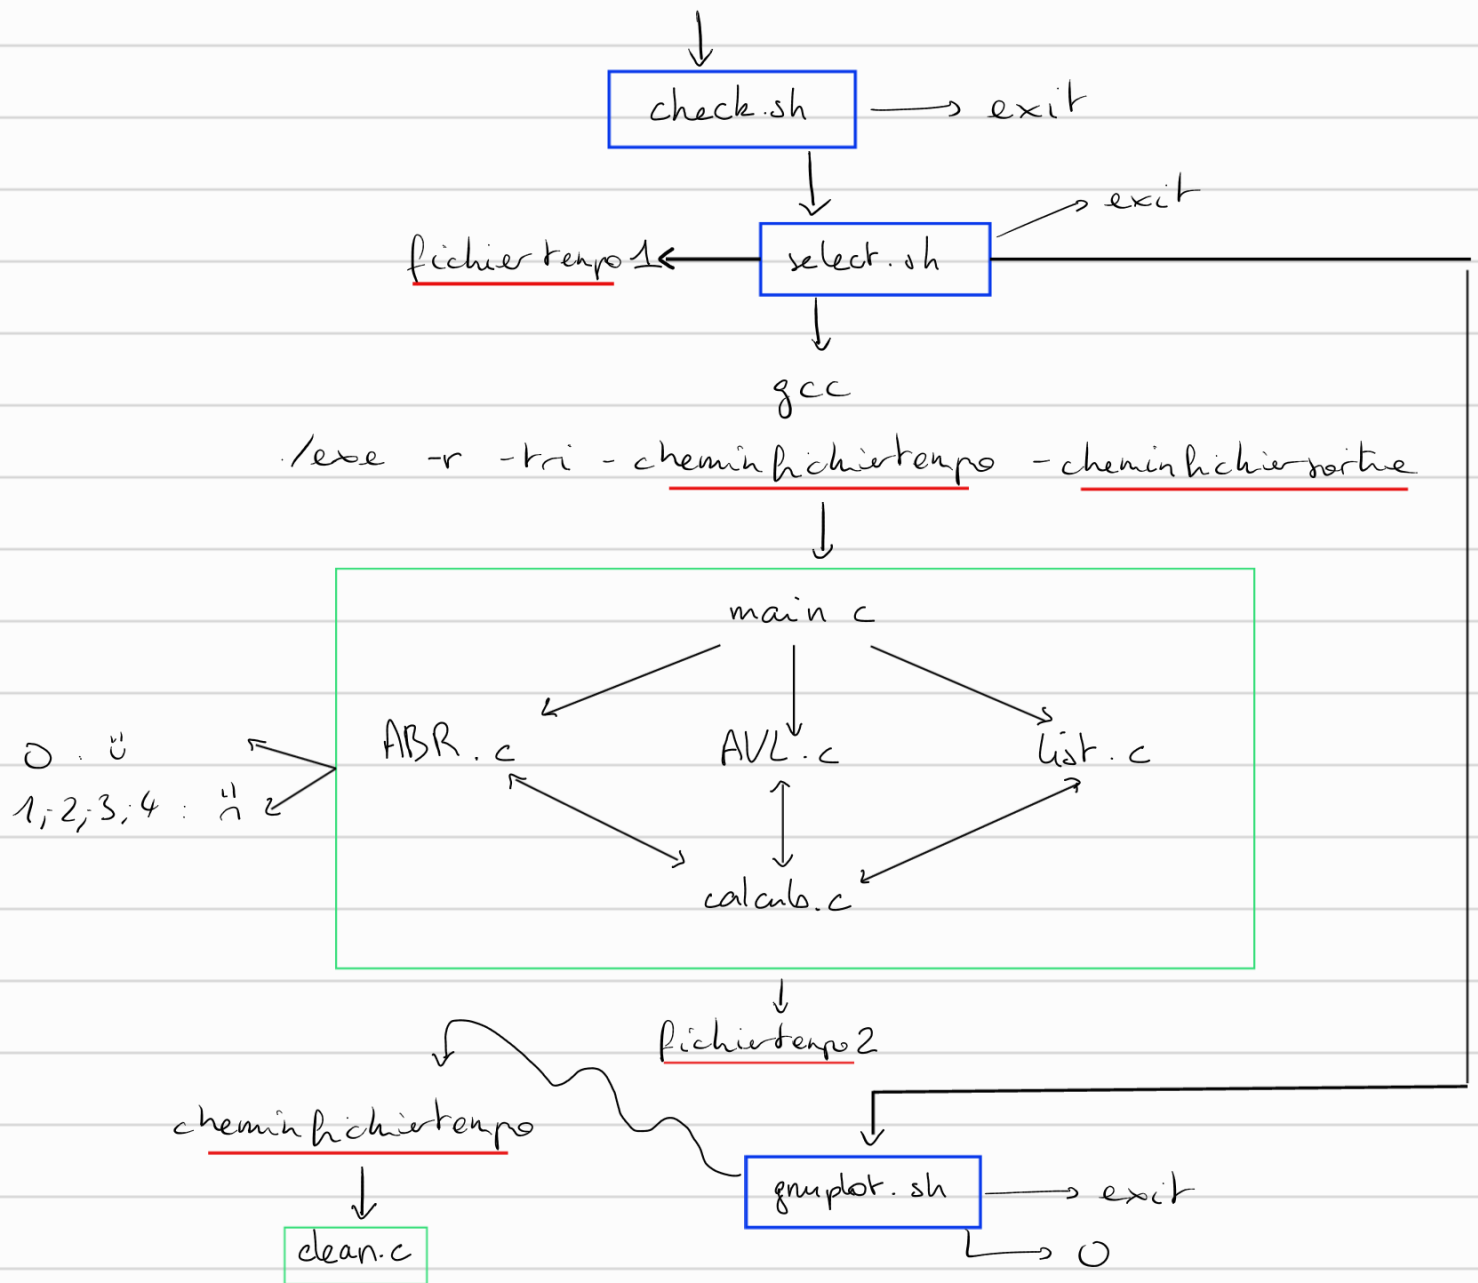 check.sh → exit
exit
fichiertempo1 select.sh
gcc
./exe -r -tri -cheminfichiertempo -cheminfichiersortie
main c
ABR.c AVL.c list.c
0 : ü
1,2,3,4 :
calculs.c
fichiertempo2
cheminfichiertempo
gnuplot.sh → exit
clean.c → 0